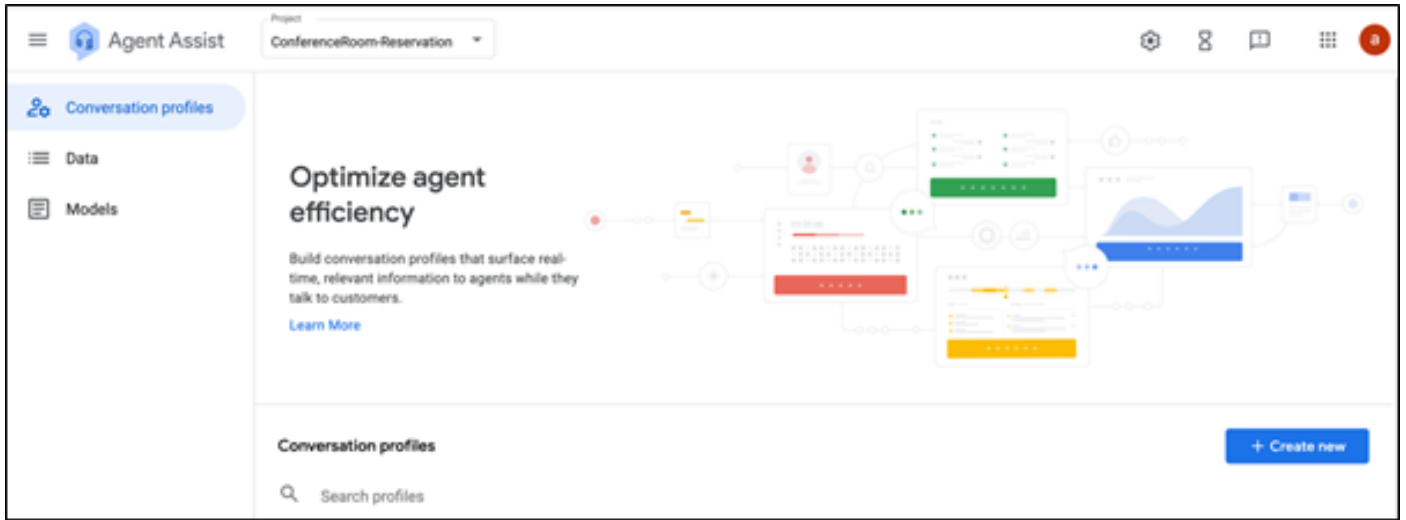 Agent Assist
Project
ConferenceRoom-Reservation
a
Conversation profiles
Data
Models
Optimize agent
efficiency
Build conversation profiles that surface real-
time, relevant information to agents while they
talk to customers.
Learn More
Conversation profiles
+ Create new
Search profiles